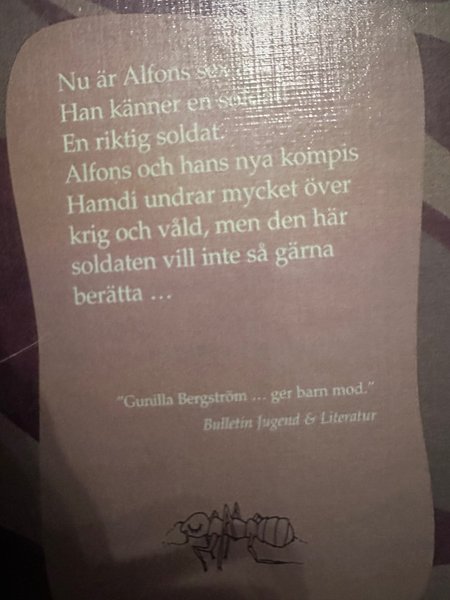 Nu är Alfons sex
Han känner en soldat.
En riktig soldat.
Alfons och hans nya kompis
Hamdi undrar mycket över
krig och våld, men den här
soldaten vill inte så gärna
berätta ...
"Gunilla Bergström ... ger barn mod."
Bulletin Jugend & Literatur